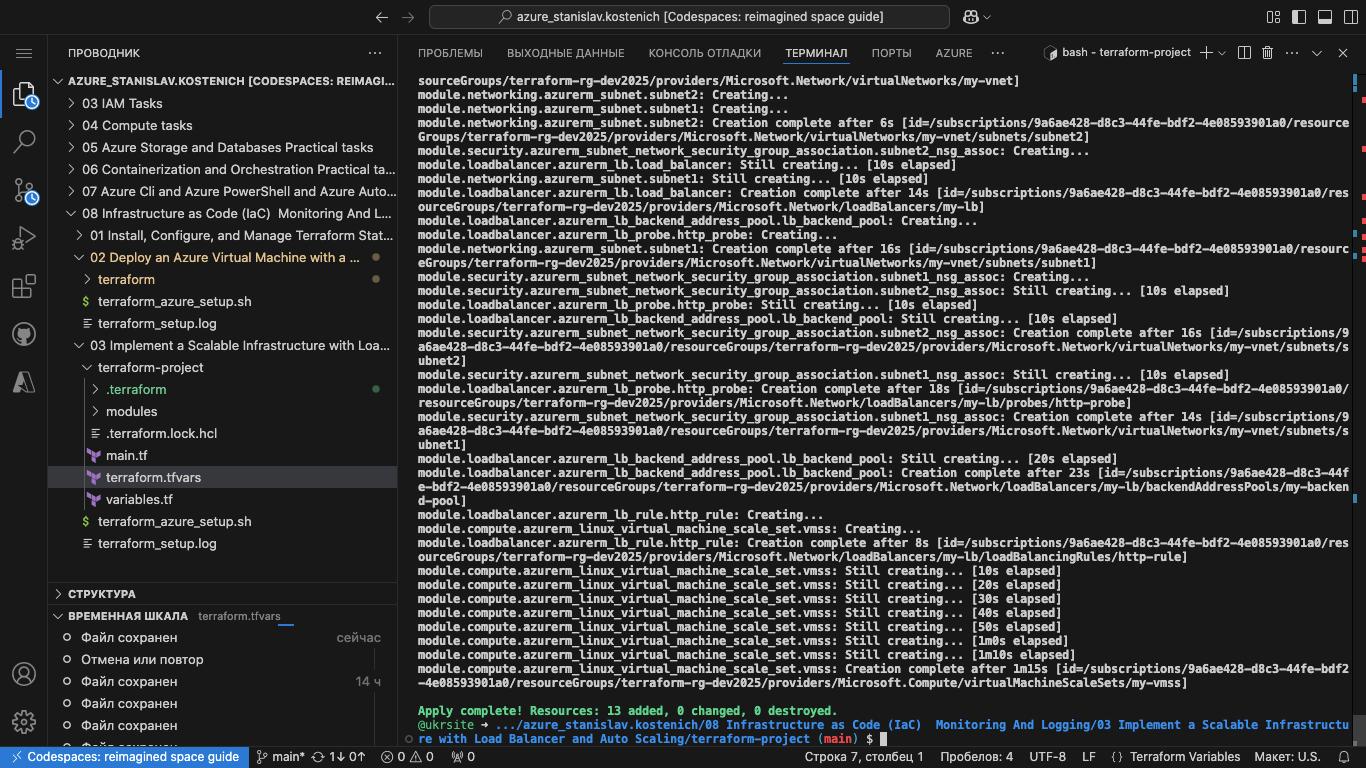 azure_stanislav.kostenich [Codespaces: reimagined space guide]
ПРОВОДНИК
AZURE_STANISLAV.KOSTENICH [CODESPACES: REIMAGI...
03 IAM Tasks
04 Compute tasks
05 Azure Storage and Databases Practical tasks
06 Containerization and Orchestration Practical ta...
07 Azure Cli and Azure PowerShell and Azure Auto...
08 Infrastructure as Code (IaC)  Monitoring And L...
01 Install, Configure, and Manage Terraform Stat...
02 Deploy an Azure Virtual Machine with a ...
terraform
$ terraform_azure_setup.sh
terraform_setup.log
03 Implement a Scalable Infrastructure with Loa...
terraform-project
.terraform
modules
.terraform.lock.hcl
main.tf
terraform.tfvars
variables.tf
$ terraform_azure_setup.sh
terraform_setup.log
СТРУКТУРА
ВРЕМЕННАЯ ШКАЛА terraform.tfvars
Файл сохранен сейчас
Отмена или повтор
Файл сохранен 14 ч
Файл сохранен
Файл сохранен
Файл сохранен
ПРОБЛЕМЫ ВЫХОДНЫЕ ДАННЫЕ КОНСОЛЬ ОТЛАДКИ ТЕРМИНАЛ ПОРТЫ AZURE ... bash - terraform-project
sourceGroups/terraform-rg-dev2025/providers/Microsoft.Network/virtualNetworks/my-vnet]
module.networking.azurerm_subnet.subnet2: Creating...
module.networking.azurerm_subnet.subnet1: Creating...
module.networking.azurerm_subnet.subnet2: Creation complete after 6s [id=/subscriptions/9a6ae428-d8c3-44fe-bdf2-4e08593901a0/resource
Groups/terraform-rg-dev2025/providers/Microsoft.Network/virtualNetworks/my-vnet/subnets/subnet2]
module.security.azurerm_subnet_network_security_group_association.subnet2_nsg_assoc: Creating...
module.loadbalancer.azurerm_lb.load_balancer: Still creating... [10s elapsed]
module.networking.azurerm_subnet.subnet1: Still creating... [10s elapsed]
module.loadbalancer.azurerm_lb.load_balancer: Creation complete after 14s [id=/subscriptions/9a6ae428-d8c3-44fe-bdf2-4e08593901a0/res
ourceGroups/terraform-rg-dev2025/providers/Microsoft.Network/loadBalancers/my-lb]
module.loadbalancer.azurerm_lb_backend_address_pool.lb_backend_pool: Creating...
module.loadbalancer.azurerm_lb_probe.http_probe: Creating...
module.networking.azurerm_subnet.subnet1: Creation complete after 16s [id=/subscriptions/9a6ae428-d8c3-44fe-bdf2-4e08593901a0/resourc
eGroups/terraform-rg-dev2025/providers/Microsoft.Network/virtualNetworks/my-vnet/subnets/subnet1]
module.security.azurerm_subnet_network_security_group_association.subnet1_nsg_assoc: Creating...
module.security.azurerm_subnet_network_security_group_association.subnet2_nsg_assoc: Still creating... [10s elapsed]
module.loadbalancer.azurerm_lb_probe.http_probe: Still creating... [10s elapsed]
module.loadbalancer.azurerm_lb_backend_address_pool.lb_backend_pool: Still creating... [10s elapsed]
module.security.azurerm_subnet_network_security_group_association.subnet2_nsg_assoc: Creation complete after 16s [id=/subscriptions/9
a6ae428-d8c3-44fe-bdf2-4e08593901a0/resourceGroups/terraform-rg-dev2025/providers/Microsoft.Network/virtualNetworks/my-vnet/subnets/s
ubnet2]
module.security.azurerm_subnet_network_security_group_association.subnet1_nsg_assoc: Still creating... [10s elapsed]
module.loadbalancer.azurerm_lb_probe.http_probe: Creation complete after 18s [id=/subscriptions/9a6ae428-d8c3-44fe-bdf2-4e08593901a0/
resourceGroups/terraform-rg-dev2025/providers/Microsoft.Network/loadBalancers/my-lb/probes/http-probe]
module.security.azurerm_subnet_network_security_group_association.subnet1_nsg_assoc: Creation complete after 14s [id=/subscriptions/9
a6ae428-d8c3-44fe-bdf2-4e08593901a0/resourceGroups/terraform-rg-dev2025/providers/Microsoft.Network/virtualNetworks/my-vnet/subnets/s
ubnet1]
module.loadbalancer.azurerm_lb_backend_address_pool.lb_backend_pool: Still creating... [20s elapsed]
module.loadbalancer.azurerm_lb_backend_address_pool.lb_backend_pool: Creation complete after 23s [id=/subscriptions/9a6ae428-d8c3-44f
e-bdf2-4e08593901a0/resourceGroups/terraform-rg-dev2025/providers/Microsoft.Network/loadBalancers/my-lb/backendAddressPools/my-backen
d-pool]
module.loadbalancer.azurerm_lb_rule.http_rule: Creating...
module.compute.azurerm_linux_virtual_machine_scale_set.vmss: Creating...
module.loadbalancer.azurerm_lb_rule.http_rule: Creation complete after 8s [id=/subscriptions/9a6ae428-d8c3-44fe-bdf2-4e08593901a0/res
ourceGroups/terraform-rg-dev2025/providers/Microsoft.Network/loadBalancers/my-lb/loadBalancingRules/http-rule]
module.compute.azurerm_linux_virtual_machine_scale_set.vmss: Still creating... [10s elapsed]
module.compute.azurerm_linux_virtual_machine_scale_set.vmss: Still creating... [20s elapsed]
module.compute.azurerm_linux_virtual_machine_scale_set.vmss: Still creating... [30s elapsed]
module.compute.azurerm_linux_virtual_machine_scale_set.vmss: Still creating... [40s elapsed]
module.compute.azurerm_linux_virtual_machine_scale_set.vmss: Still creating... [50s elapsed]
module.compute.azurerm_linux_virtual_machine_scale_set.vmss: Still creating... [1m0s elapsed]
module.compute.azurerm_linux_virtual_machine_scale_set.vmss: Still creating... [1m10s elapsed]
module.compute.azurerm_linux_virtual_machine_scale_set.vmss: Creation complete after 1m15s [id=/subscriptions/9a6ae428-d8c3-44fe-bdf2
-4e08593901a0/resourceGroups/terraform-rg-dev2025/providers/Microsoft.Compute/virtualMachineScaleSets/my-vmss]
Apply complete! Resources: 13 added, 0 changed, 0 destroyed.
@ukrsite ➜ .../azure_stanislav.kostenich/08 Infrastructure as Code (IaC)  Monitoring And Logging/03 Implement a Scalable Infrastructu
re with Load Balancer and Auto Scaling/terraform-project (main) $
Codespaces: reimagined space guide main* 1↓ 0↑ 0 0 0 Строка 7, столбец 1 Пробелов: 4 UTF-8 LF {} Terraform Variables Макет: U.S.